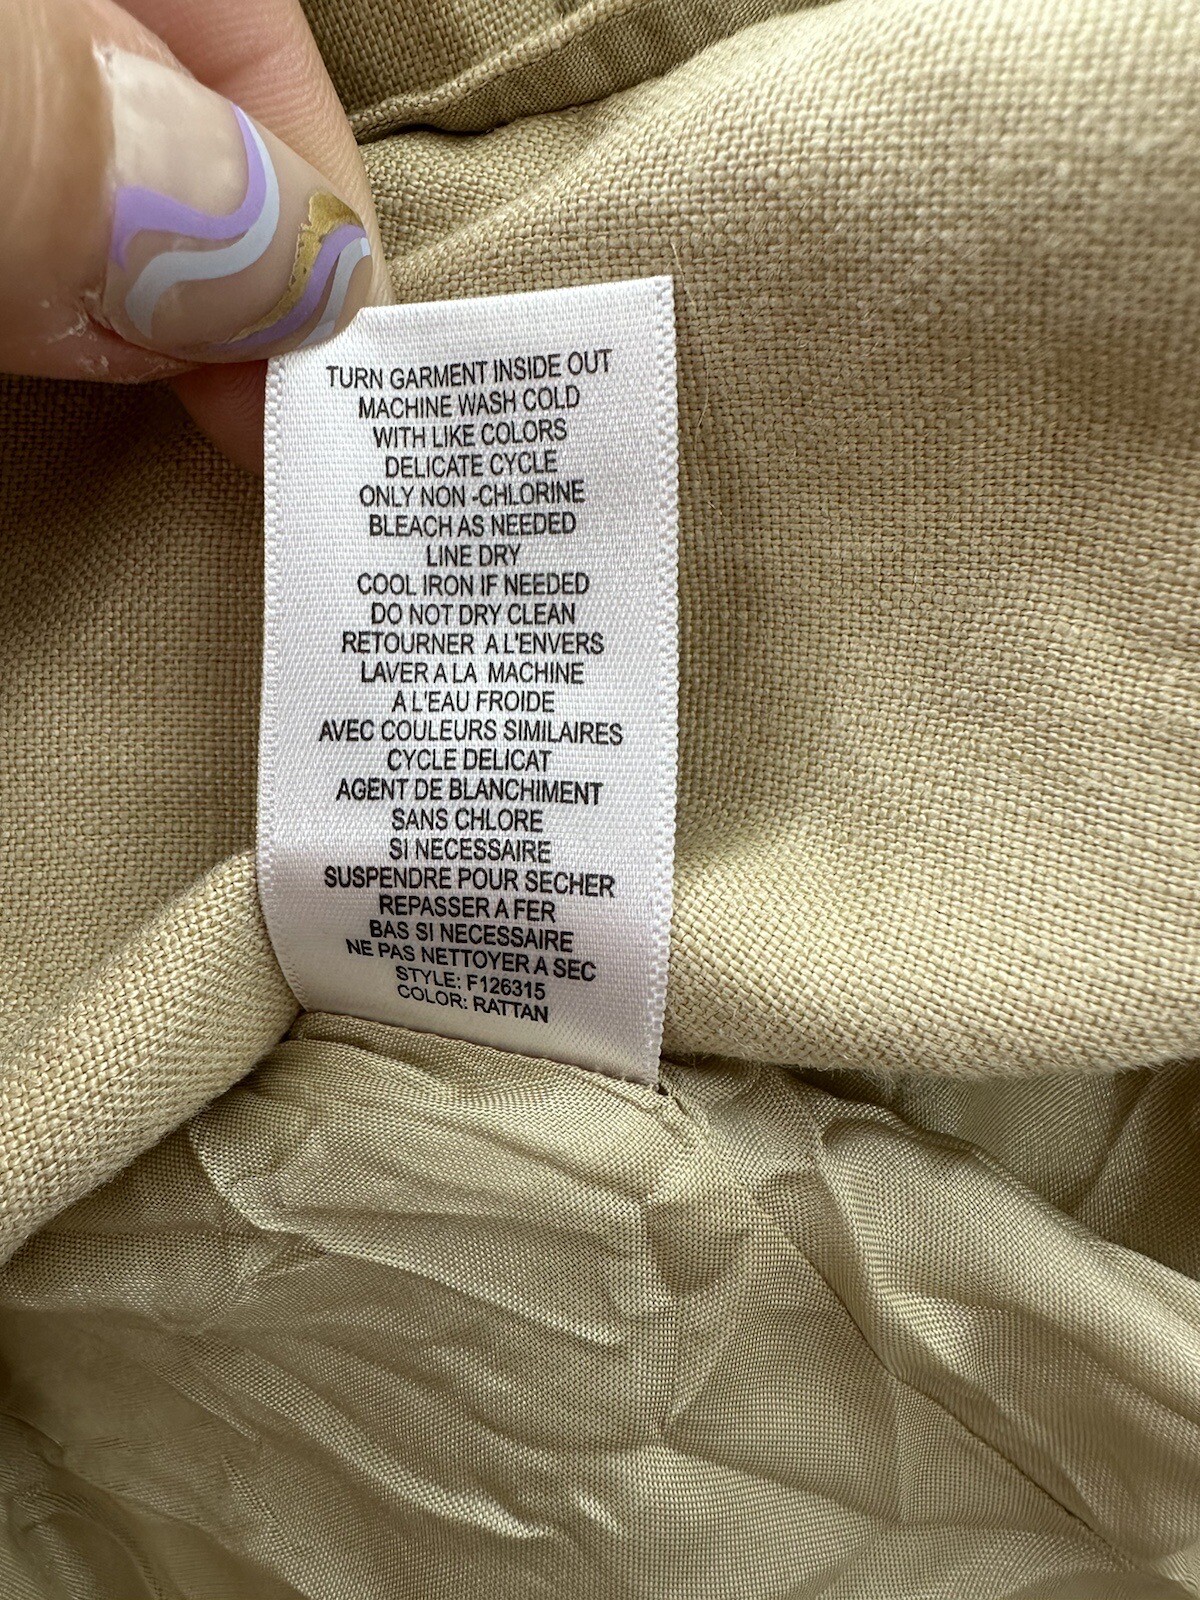 TURN GARMENT INSIDE OUT
MACHINE WASH COLD
WITH LIKE COLORS
DELICATE CYCLE
ONLY NON -CHLORINE
BLEACH AS NEEDED
LINE DRY
COOL IRON IF NEEDED
DO NOT DRY CLEAN
RETOURNER A L'ENVERS
LAVER A LA MACHINE
A L'EAU FROIDE
AVEC COULEURS SIMILAIRES
CYCLE DELICAT
AGENT DE BLANCHIMENT
SANS CHLORE
SI NECESSAIRE
SUSPENDRE POUR SECHER
REPASSER A FER
BAS SI NECESSAIRE
NE PAS NETTOYER A SEC
STYLE: F126315
COLOR: RATTAN